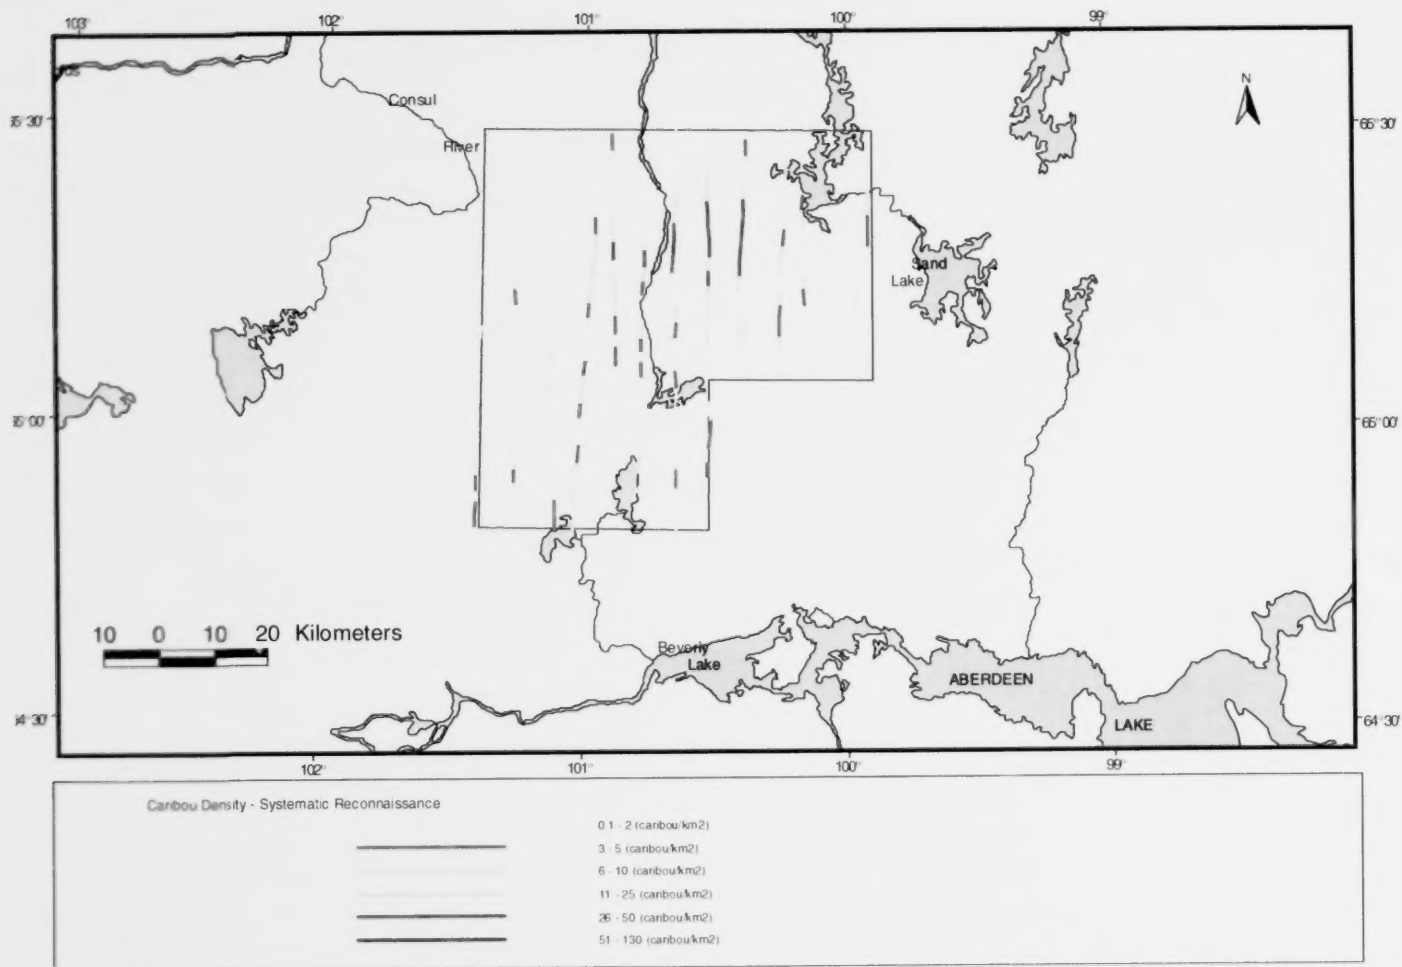 103°
102°
101°
100°
99°
Consul
River
65°30'
N
Sand
Lake
65°00'
10 0 10 20 Kilometers
Beverly
Lake
ABERDEEN
LAKE
64°30'
102°
101°
100°
99°
Caribou Density - Systematic Reconnaissance
0.1 - 2 (caribou/km2)
3 - 5 (caribou/km2)
6 - 10 (caribou/km2)
11 - 25 (caribou/km2)
26 - 50 (caribou/km2)
51 - 130 (caribou/km2)